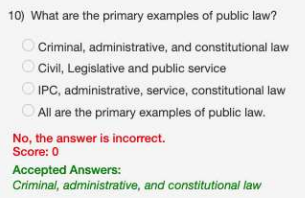 10) What are the primary examples of public law?
Criminal, administrative, and constitutional law
Civil, Legislative and public service
IPC, administrative, service, constitutional law
All are the primary examples of public law.
No, the answer is incorrect.
Score: 0
Accepted Answers:
Criminal, administrative, and constitutional law